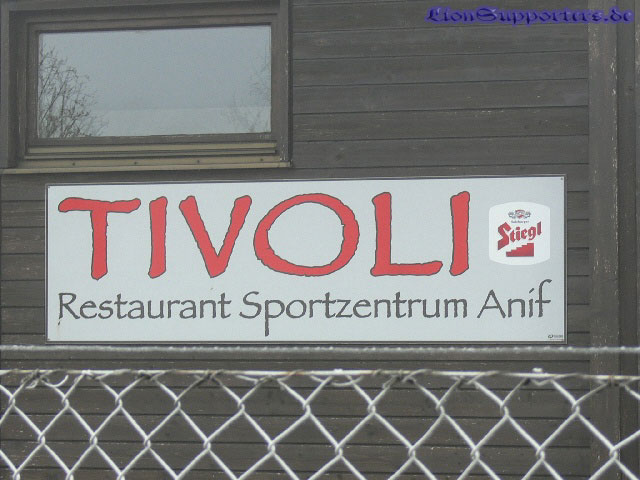 LionSupporters.de
TIVOLI
Stiegl
Restaurant Sportzentrum Anif